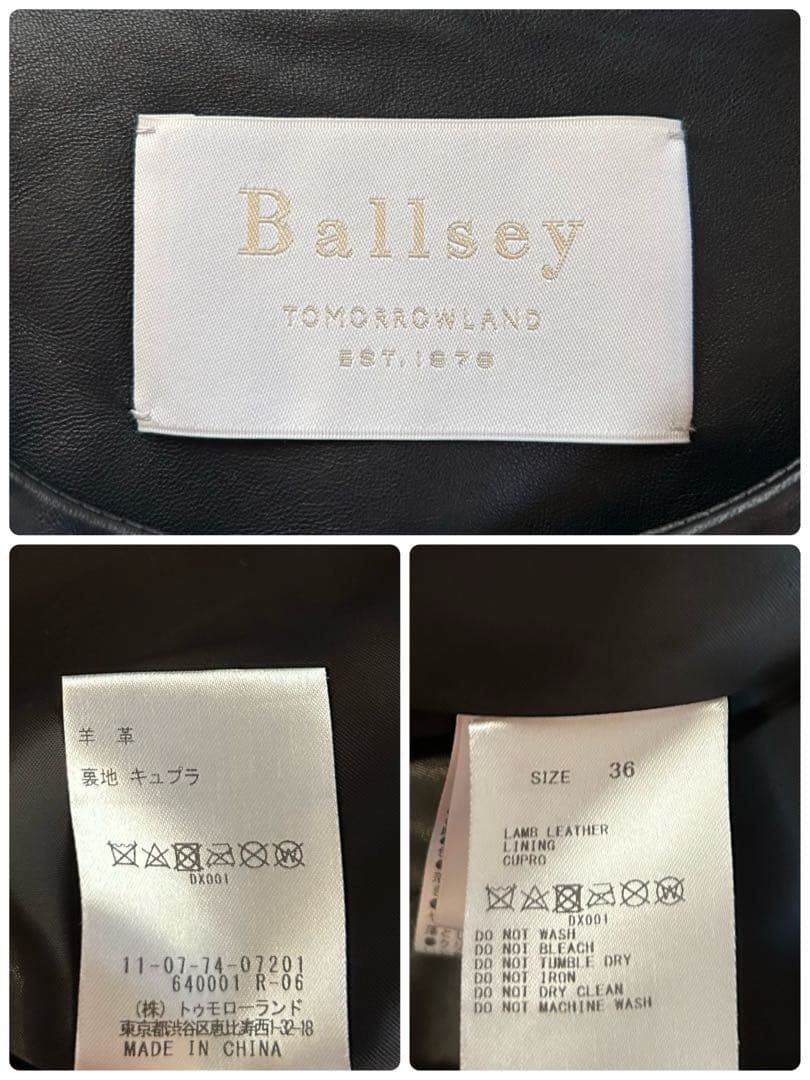 Ballsey
TOMORROWLAND
EST.1978
羊 革
裏地 キュプラ
DX001
11-07-74-07201
640001 R-06
(株) トゥモローランド
東京都渋谷区恵比寿西1-32-18
MADE IN CHINA
SIZE 36
LAMB LEATHER
LINING
CUPRO
DX001
DO NOT WASH
DO NOT BLEACH
DO NOT TUMBLE DRY
DO NOT IRON
DO NOT DRY CLEAN
DO NOT MACHINE WASH